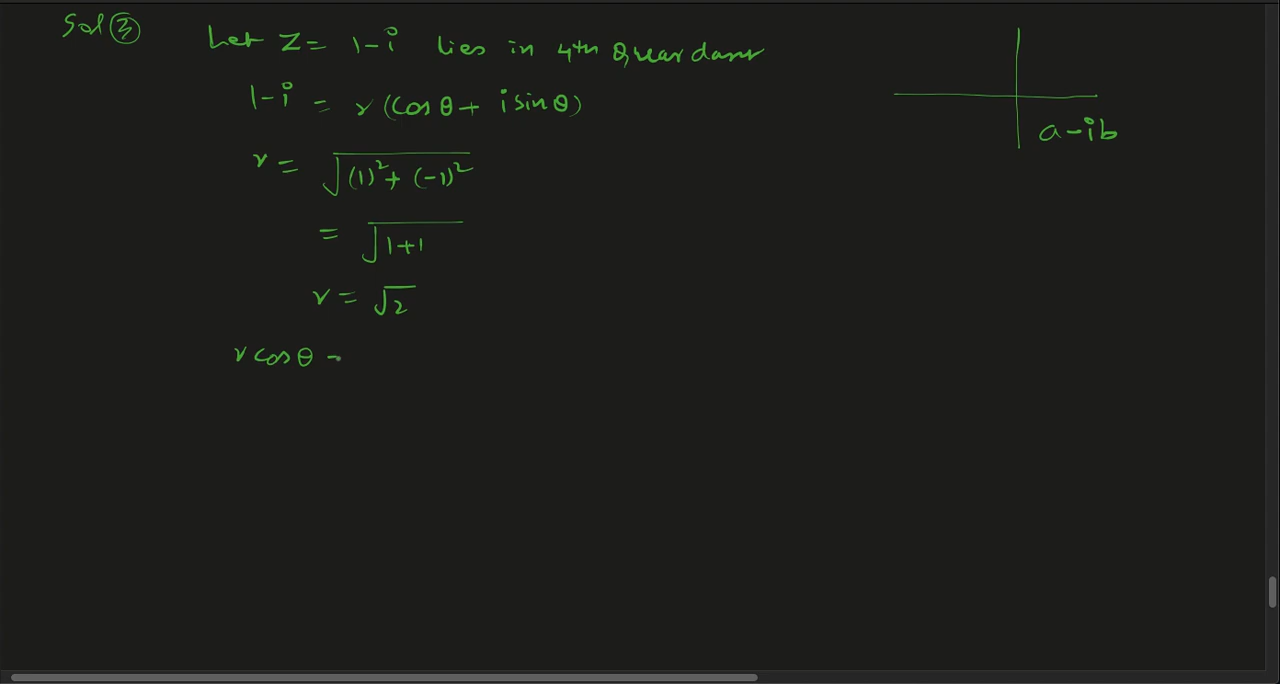 Sol ③ Let Z = 1-i lies in 4th Quardant
1-i = r (cos θ + i sin θ)
a-ib
r = √((1)² + (-1)²)
= √(1+1)
r = √2
r cos θ -